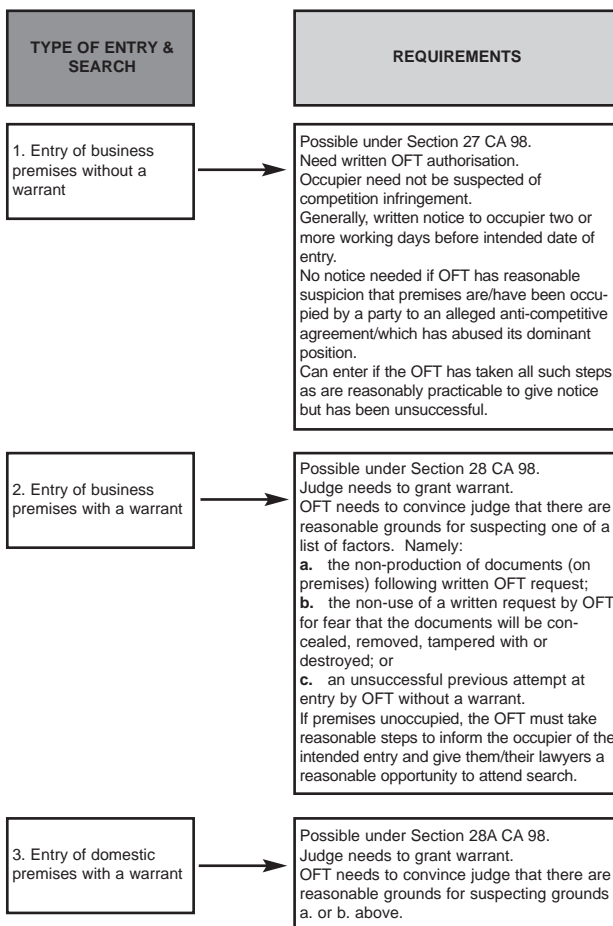 TYPE OF ENTRY &
SEARCH
REQUIREMENTS
1. Entry of business
premises without a
warrant
Possible under Section 27 CA 98.
Need written OFT authorisation.
Occupier need not be suspected of
competition infringement.
Generally, written notice to occupier two or
more working days before intended date of
entry.
No notice needed if OFT has reasonable
suspicion that premises are/have been occu-
pied by a party to an alleged anti-competitive
agreement/which has abused its dominant
position.
Can enter if the OFT has taken all such steps
as are reasonably practicable to give notice
but has been unsuccessful.
2. Entry of business
premises with a warrant
Possible under Section 28 CA 98.
Judge needs to grant warrant.
OFT needs to convince judge that there are
reasonable grounds for suspecting one of a
list of factors. Namely:
a. the non-production of documents (on
premises) following written OFT request;
b. the non-use of a written request by OFT
for fear that the documents will be con-
cealed, removed, tampered with or
destroyed; or
c. an unsuccessful previous attempt at
entry by OFT without a warrant.
If premises unoccupied, the OFT must take
reasonable steps to inform the occupier of the
intended entry and give them/their lawyers a
reasonable opportunity to attend search.
3. Entry of domestic
premises with a warrant
Possible under Section 28A CA 98.
Judge needs to grant warrant.
OFT needs to convince judge that there are
reasonable grounds for suspecting grounds
a. or b. above.